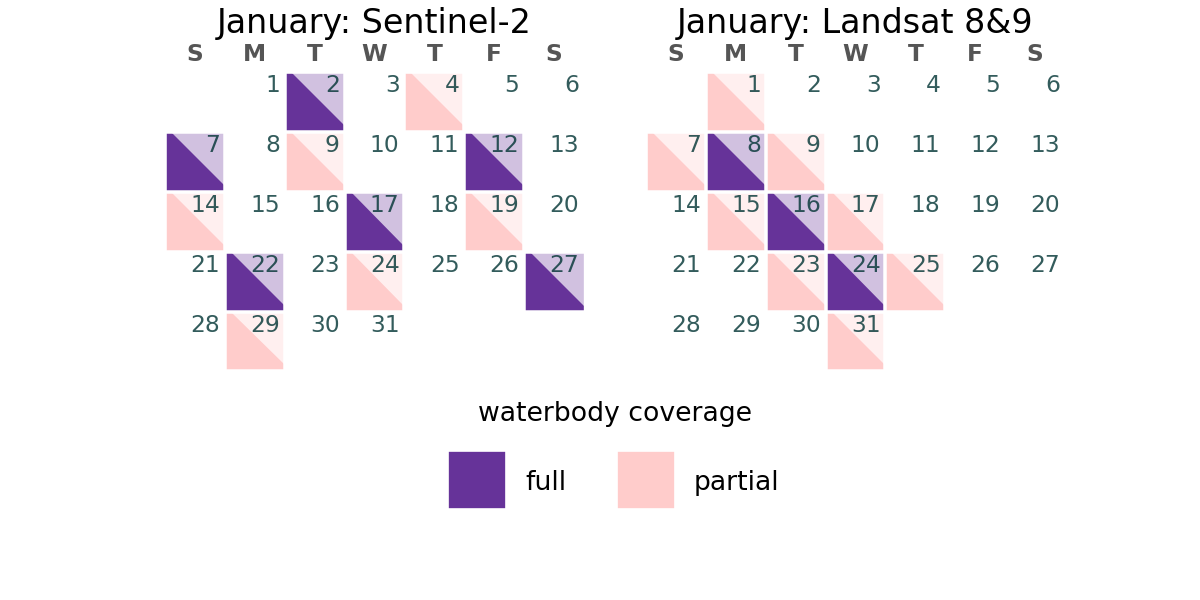 January: Sentinel-2
S M T W T F S
1 2 3 4 5 6
7 8 9 10 11 12 13
14 15 16 17 18 19 20
21 22 23 24 25 26 27
28 29 30 31
January: Landsat 8&9
S M T W T F S
1 2 3 4 5 6
7 8 9 10 11 12 13
14 15 16 17 18 19 20
21 22 23 24 25 26 27
28 29 30 31
waterbody coverage
full partial